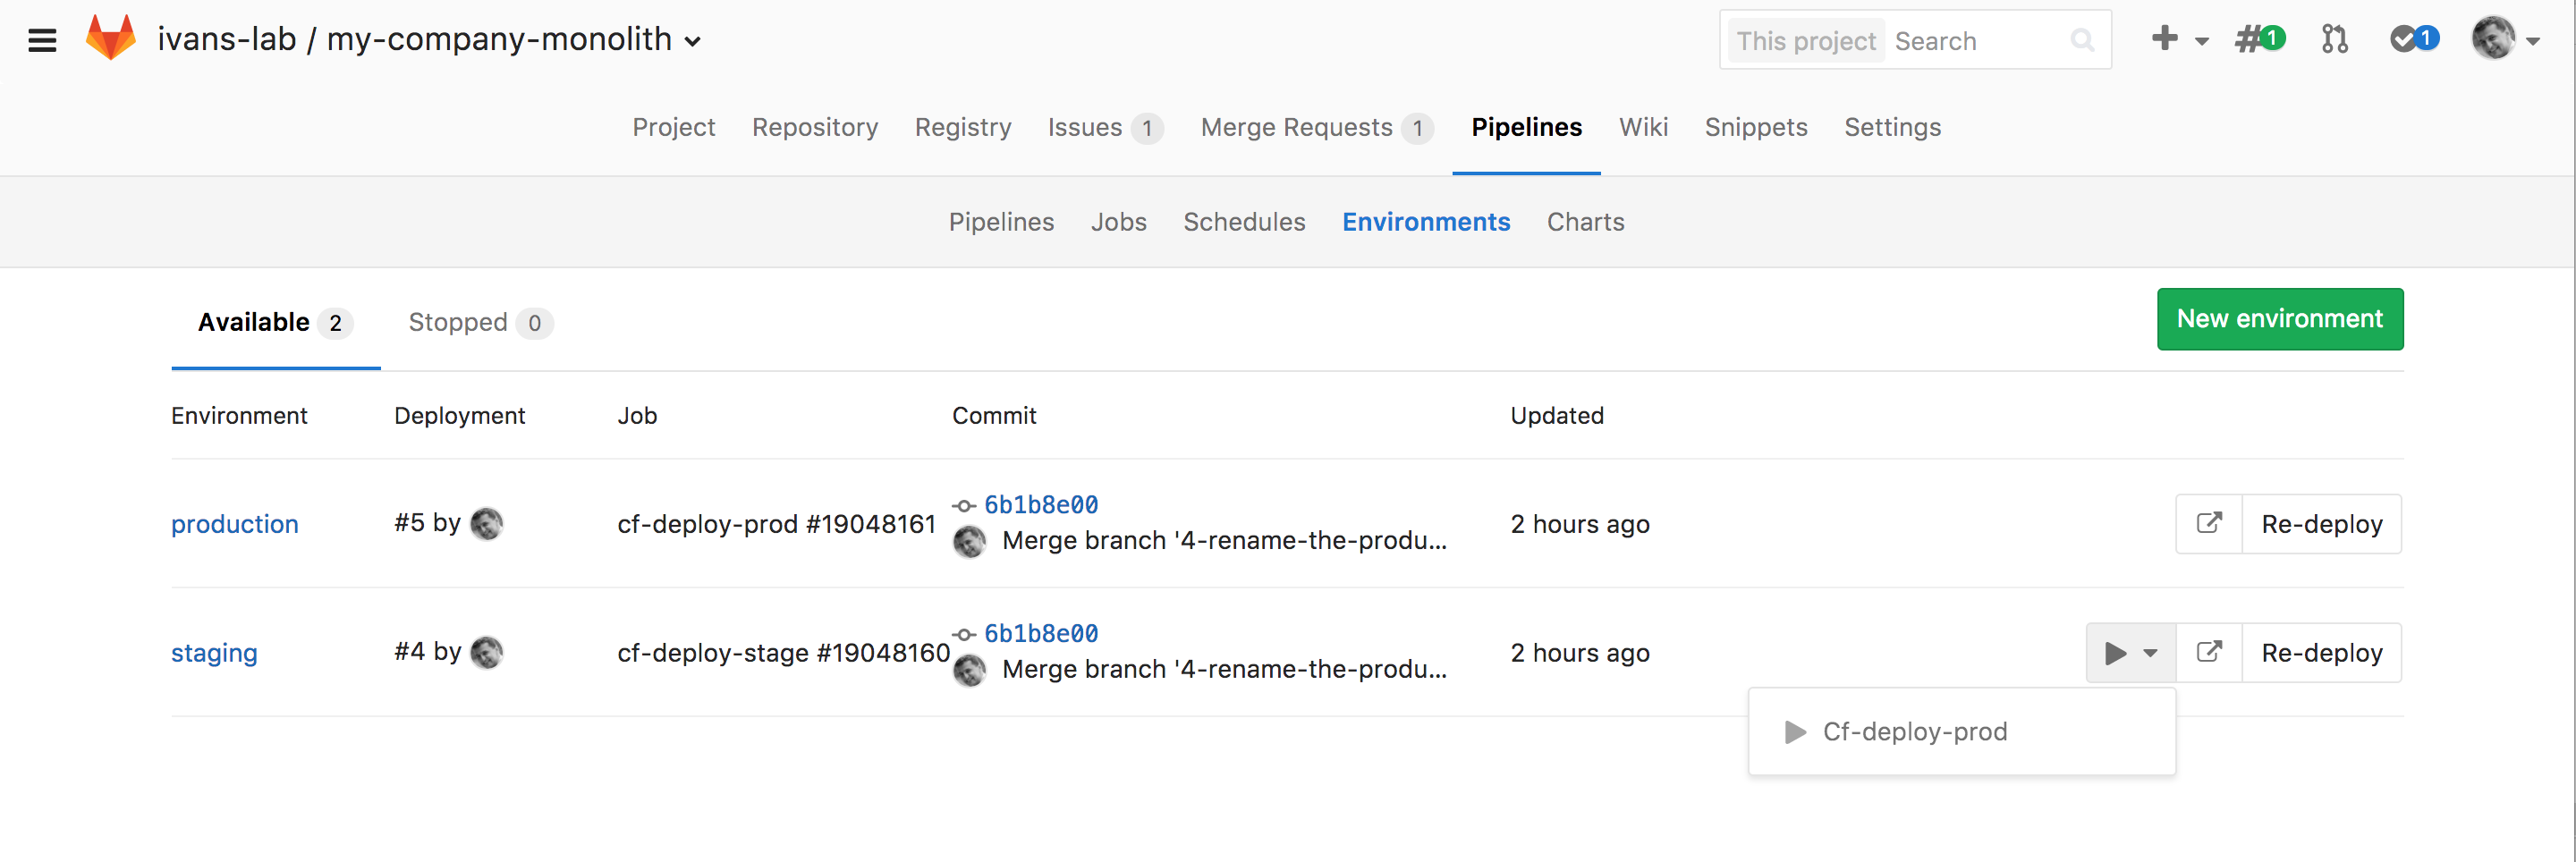 ivans-lab / my-company-monolith
This project Search
1
1
Project Repository Registry Issues 1 Merge Requests 1 Pipelines Wiki Snippets Settings
Pipelines Jobs Schedules Environments Charts
Available 2 Stopped 0
New environment
Environment Deployment Job Commit Updated
production #5 by cf-deploy-prod #19048161
6b1b8e00
Merge branch '4-rename-the-produ...
2 hours ago
Re-deploy
staging #4 by cf-deploy-stage #19048160
6b1b8e00
Merge branch '4-rename-the-produ...
2 hours ago
Re-deploy
Cf-deploy-prod